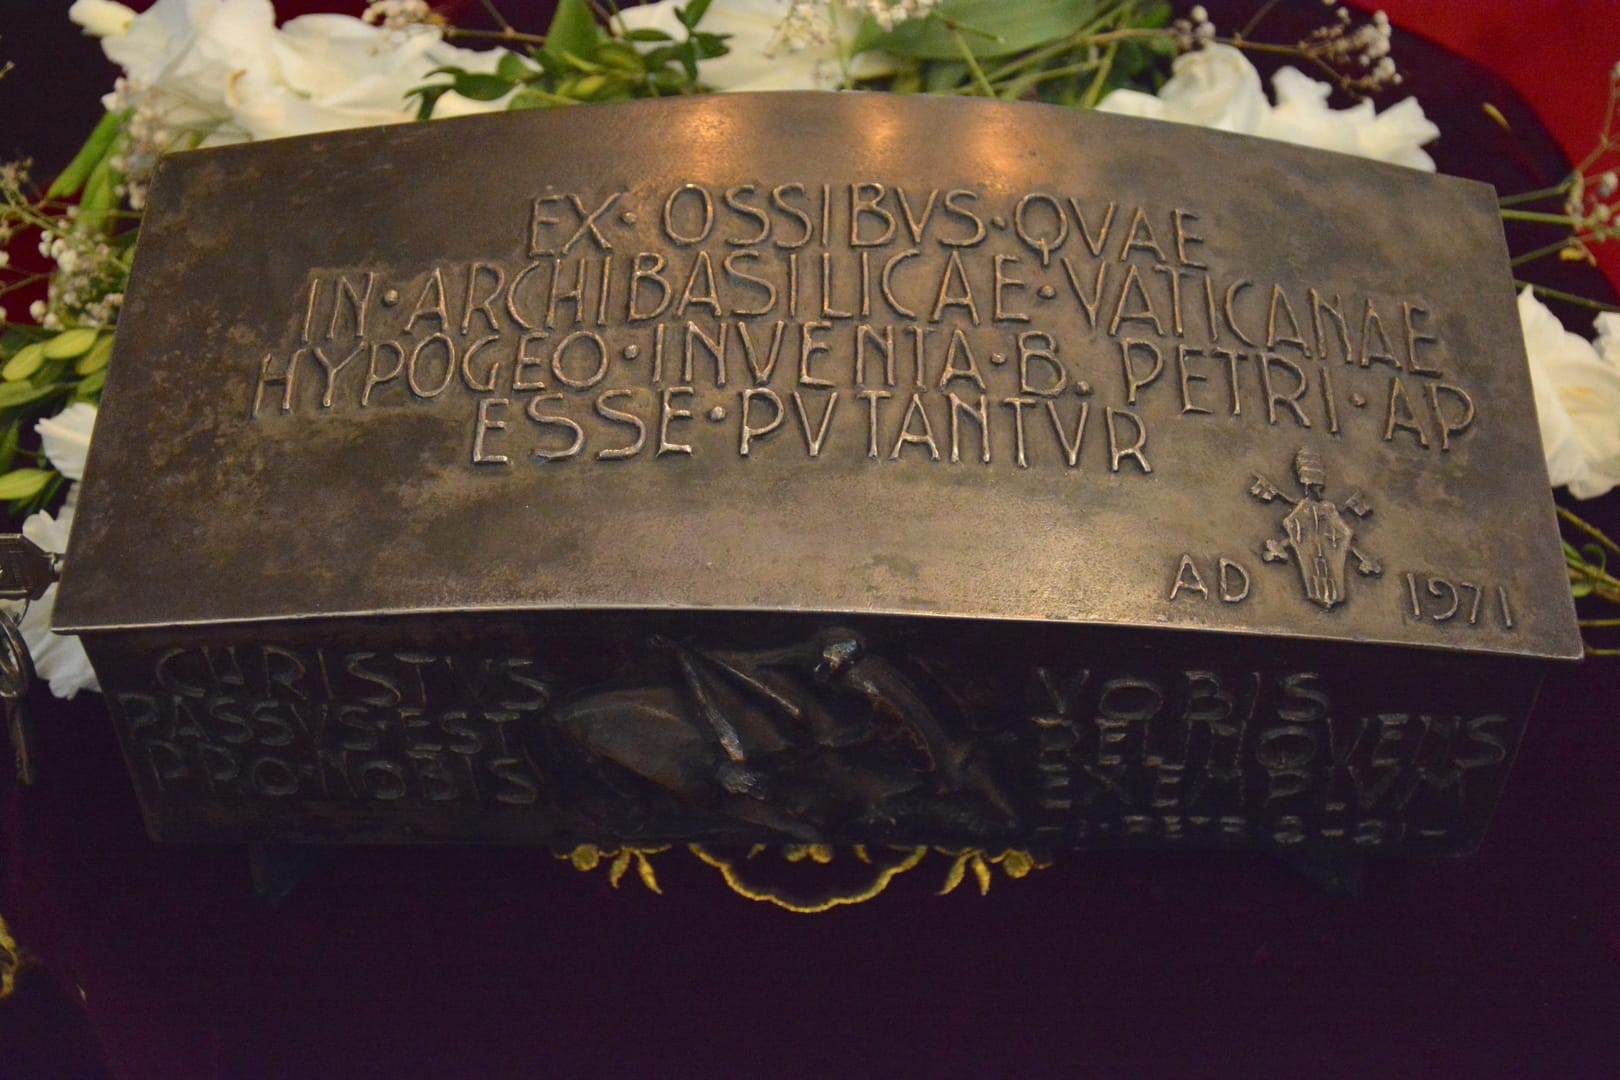 EX · OSSIBVS · QVAE
IN · ARCHIBASILICAE · VATICANAE
HYPOGEO · INVENTA · B. PETRI · AP
ESSE · PVTANTVR
AD 1971
CHRISTVS
PASSVS · EST
PRO · NOBIS
VOBIS
RELINQVENS
EXEMPLVM